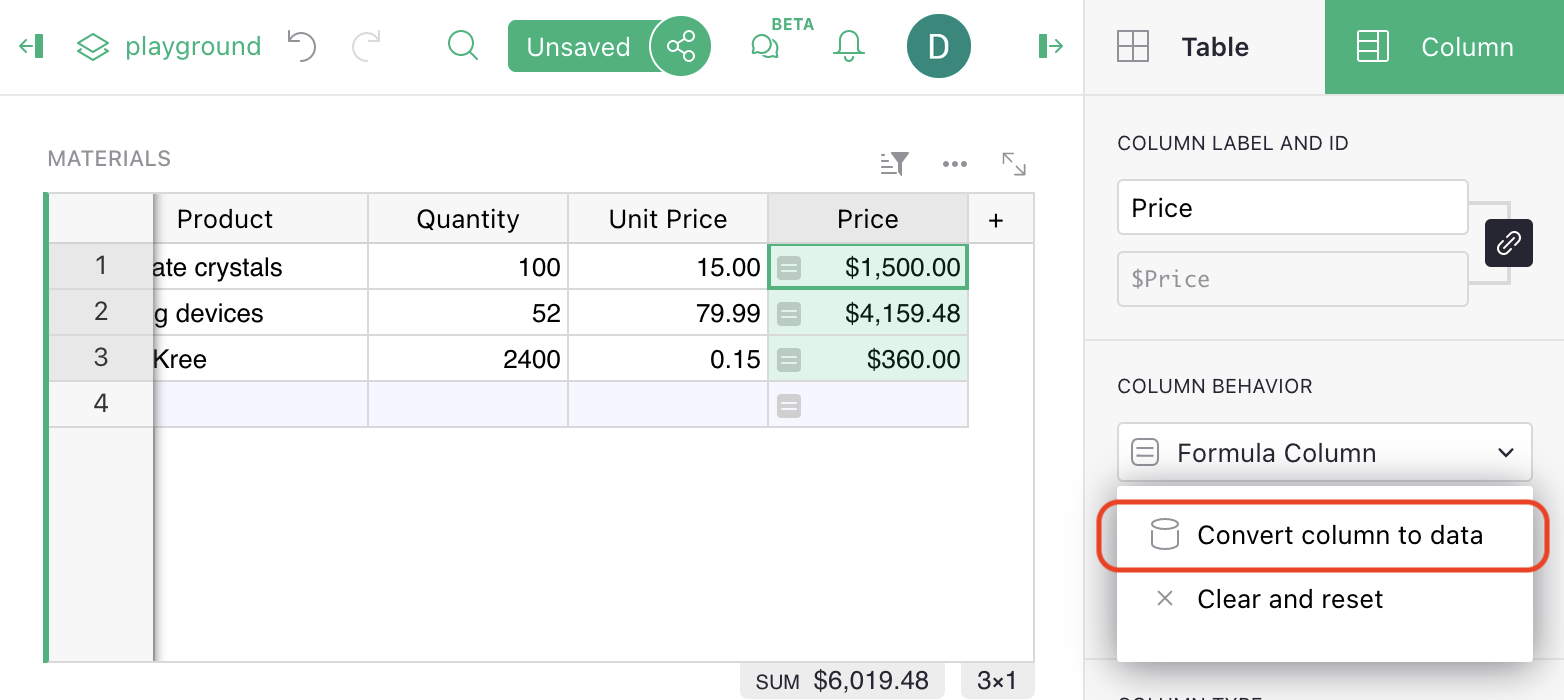 playground Unsaved BETA D
Table Column
MATERIALS
Product Quantity Unit Price Price +
1 ate crystals 100 15.00 $1,500.00
2 g devices 52 79.99 $4,159.48
3 Kree 2400 0.15 $360.00
4
SUM $6,019.48 3×1
COLUMN LABEL AND ID
Price
$Price
COLUMN BEHAVIOR
Formula Column
Convert column to data
Clear and reset
COLUMN TYPE